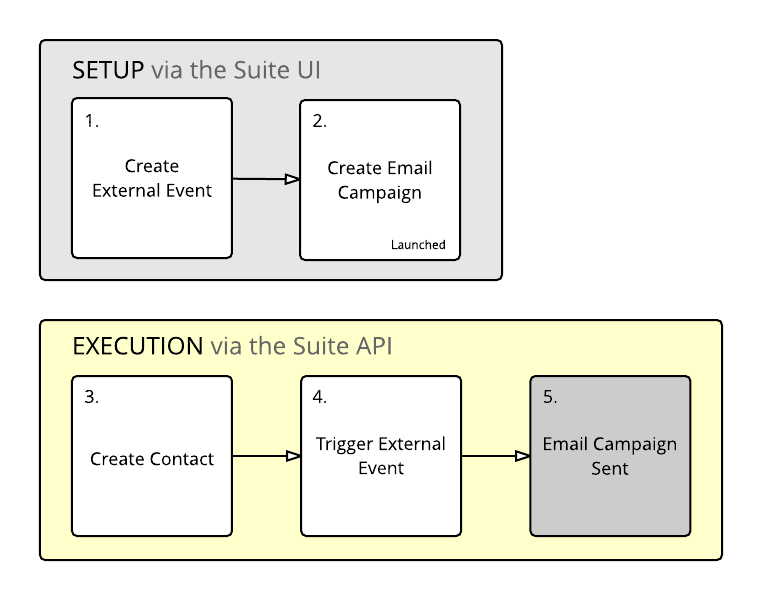 SETUP via the Suite UI
1.
Create
External Event
2.
Create Email
Campaign
Launched
EXECUTION via the Suite API
3.
Create Contact
4.
Trigger External
Event
5.
Email Campaign
Sent